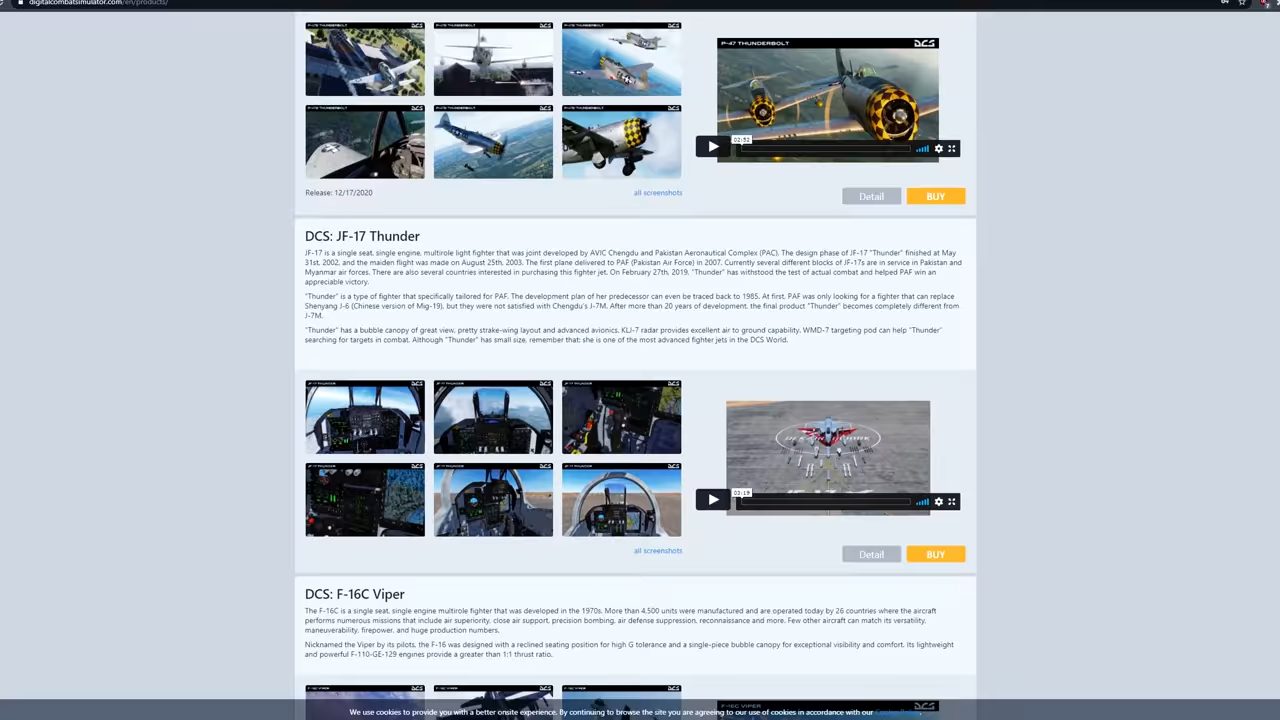 digitalcombatsimulator.com/en/products/
P-47 THUNDERBOLT
DCS
02:52
Release: 12/17/2020
all screenshots
Detail
BUY
DCS: JF-17 Thunder
JF-17 is a single seat, single engine, multirole light fighter that was joint developed by AVIC Chengdu and Pakistan Aeronautical Complex (PAC). The design phase of JF-17 "Thunder" finished at May
31st, 2002, and the maiden flight was made on August 25th, 2003. The first plane delivered to PAF (Pakistan Air Force) in 2007. Currently several different blocks of JF-17s are in service in Pakistan and
Myanmar air forces. There are also several countries interested in purchasing this fighter jet. On February 27th, 2019. "Thunder" has withstood the test of actual combat and helped PAF win an
appreciable victory.
"Thunder" is a type of fighter that specifically tailored for PAF. The development plan of her predecessor can even be traced back to 1985. At first, PAF was only looking for a fighter that can replace
Shenyang J-6 (Chinese version of Mig-19), but they were not satisfied with Chengdu's J-7M. After more than 20 years of development, the final product "Thunder" becomes completely different from
J-7M.
"Thunder" has a bubble canopy of great view, pretty strake-wing layout and advanced avionics. KLJ-7 radar provides excellent air to ground capability. WMD-7 targeting pod can help "Thunder"
searching for targets in combat. Although "Thunder" has small size, remember that: she is one of the most advanced fighter jets in the DCS World.
03:19
all screenshots
Detail
BUY
DCS: F-16C Viper
The F-16C is a single seat, single engine multirole fighter that was developed in the 1970s. More than 4,500 units were manufactured and are operated today by 26 countries where the aircraft
performs numerous missions that include air superiority, close air support, precision bombing, air defense suppression, reconnaissance and more. Few other aircraft can match its versatility,
maneuverability, firepower, and huge production numbers.
Nicknamed the Viper by its pilots, the F-16 was designed with a reclined seating position for high G tolerance and a single-piece bubble canopy for exceptional visibility and comfort. Its lightweight
and powerful F-110-GE-129 engines provide a greater than 1:1 thrust ratio.
F-16C VIPER
DCS
We use cookies to provide you with a better onsite experience. By continuing to browse the site you are agreeing to our use of cookies in accordance with our